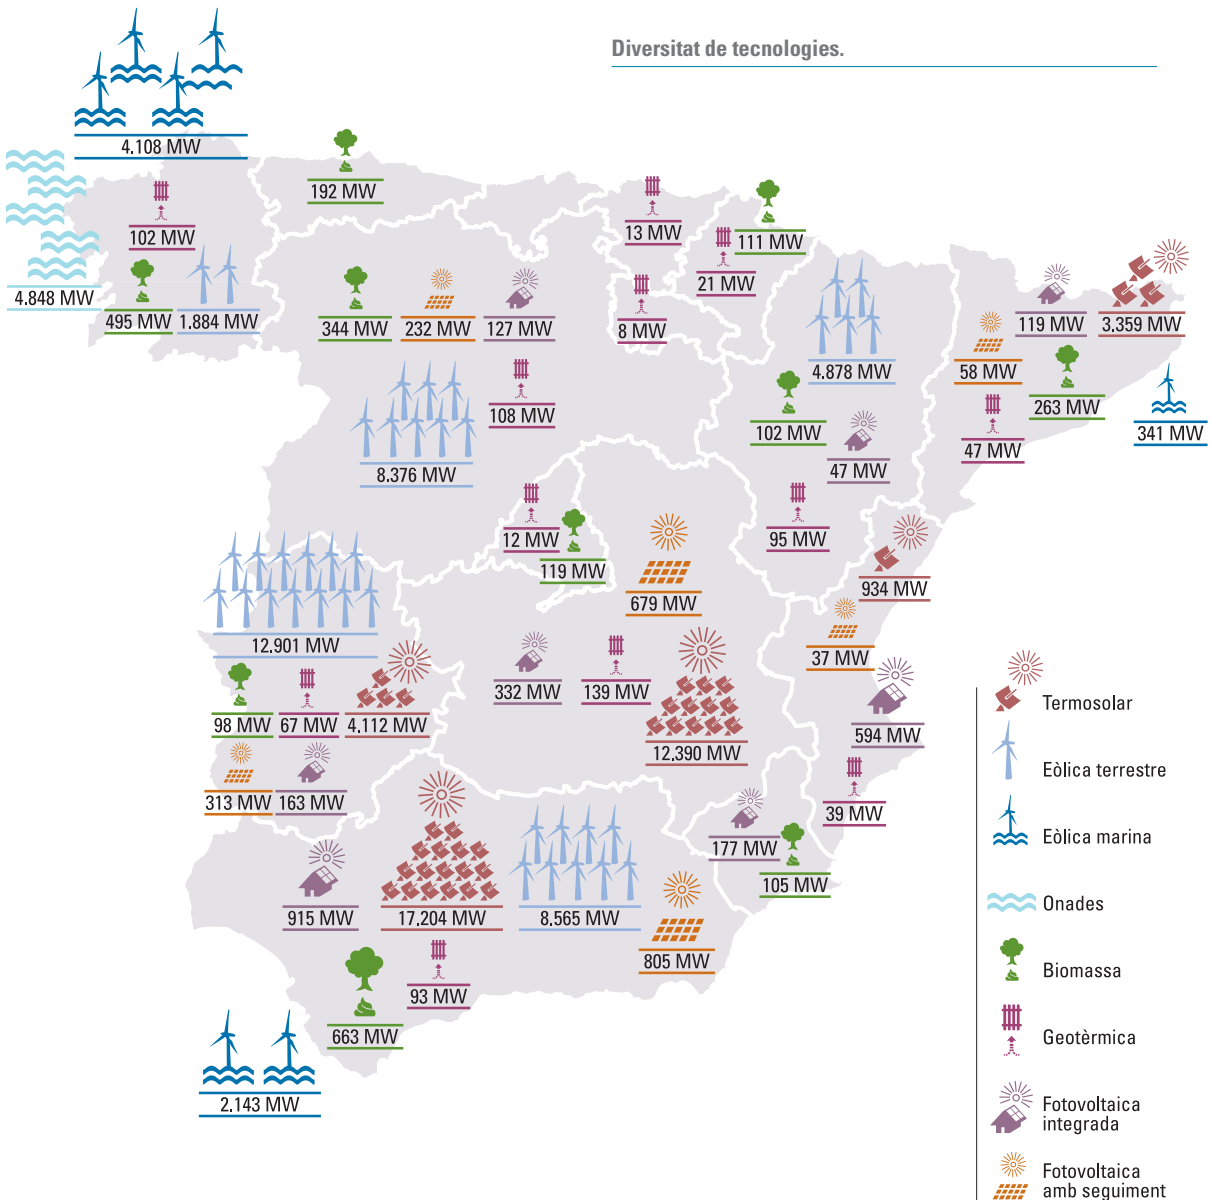 Diversitat de tecnologies.
4.108 MW
192 MW
102 MW
13 MW
111 MW
21 MW
4.848 MW
495 MW
1.884 MW
344 MW
232 MW
127 MW
8 MW
119 MW
3.359 MW
4.878 MW
58 MW
263 MW
108 MW
102 MW
341 MW
47 MW
47 MW
8.376 MW
12 MW
95 MW
119 MW
934 MW
679 MW
12.901 MW
37 MW
332 MW
139 MW
98 MW
67 MW
4.112 MW
594 MW
12.390 MW
313 MW
163 MW
39 MW
177 MW
105 MW
915 MW
17.204 MW
8.565 MW
805 MW
93 MW
663 MW
2.143 MW
Termosolar
Eòlica terrestre
Eòlica marina
Onades
Biomassa
Geotèrmica
Fotovoltaica
integrada
Fotovoltaica
amb seguiment